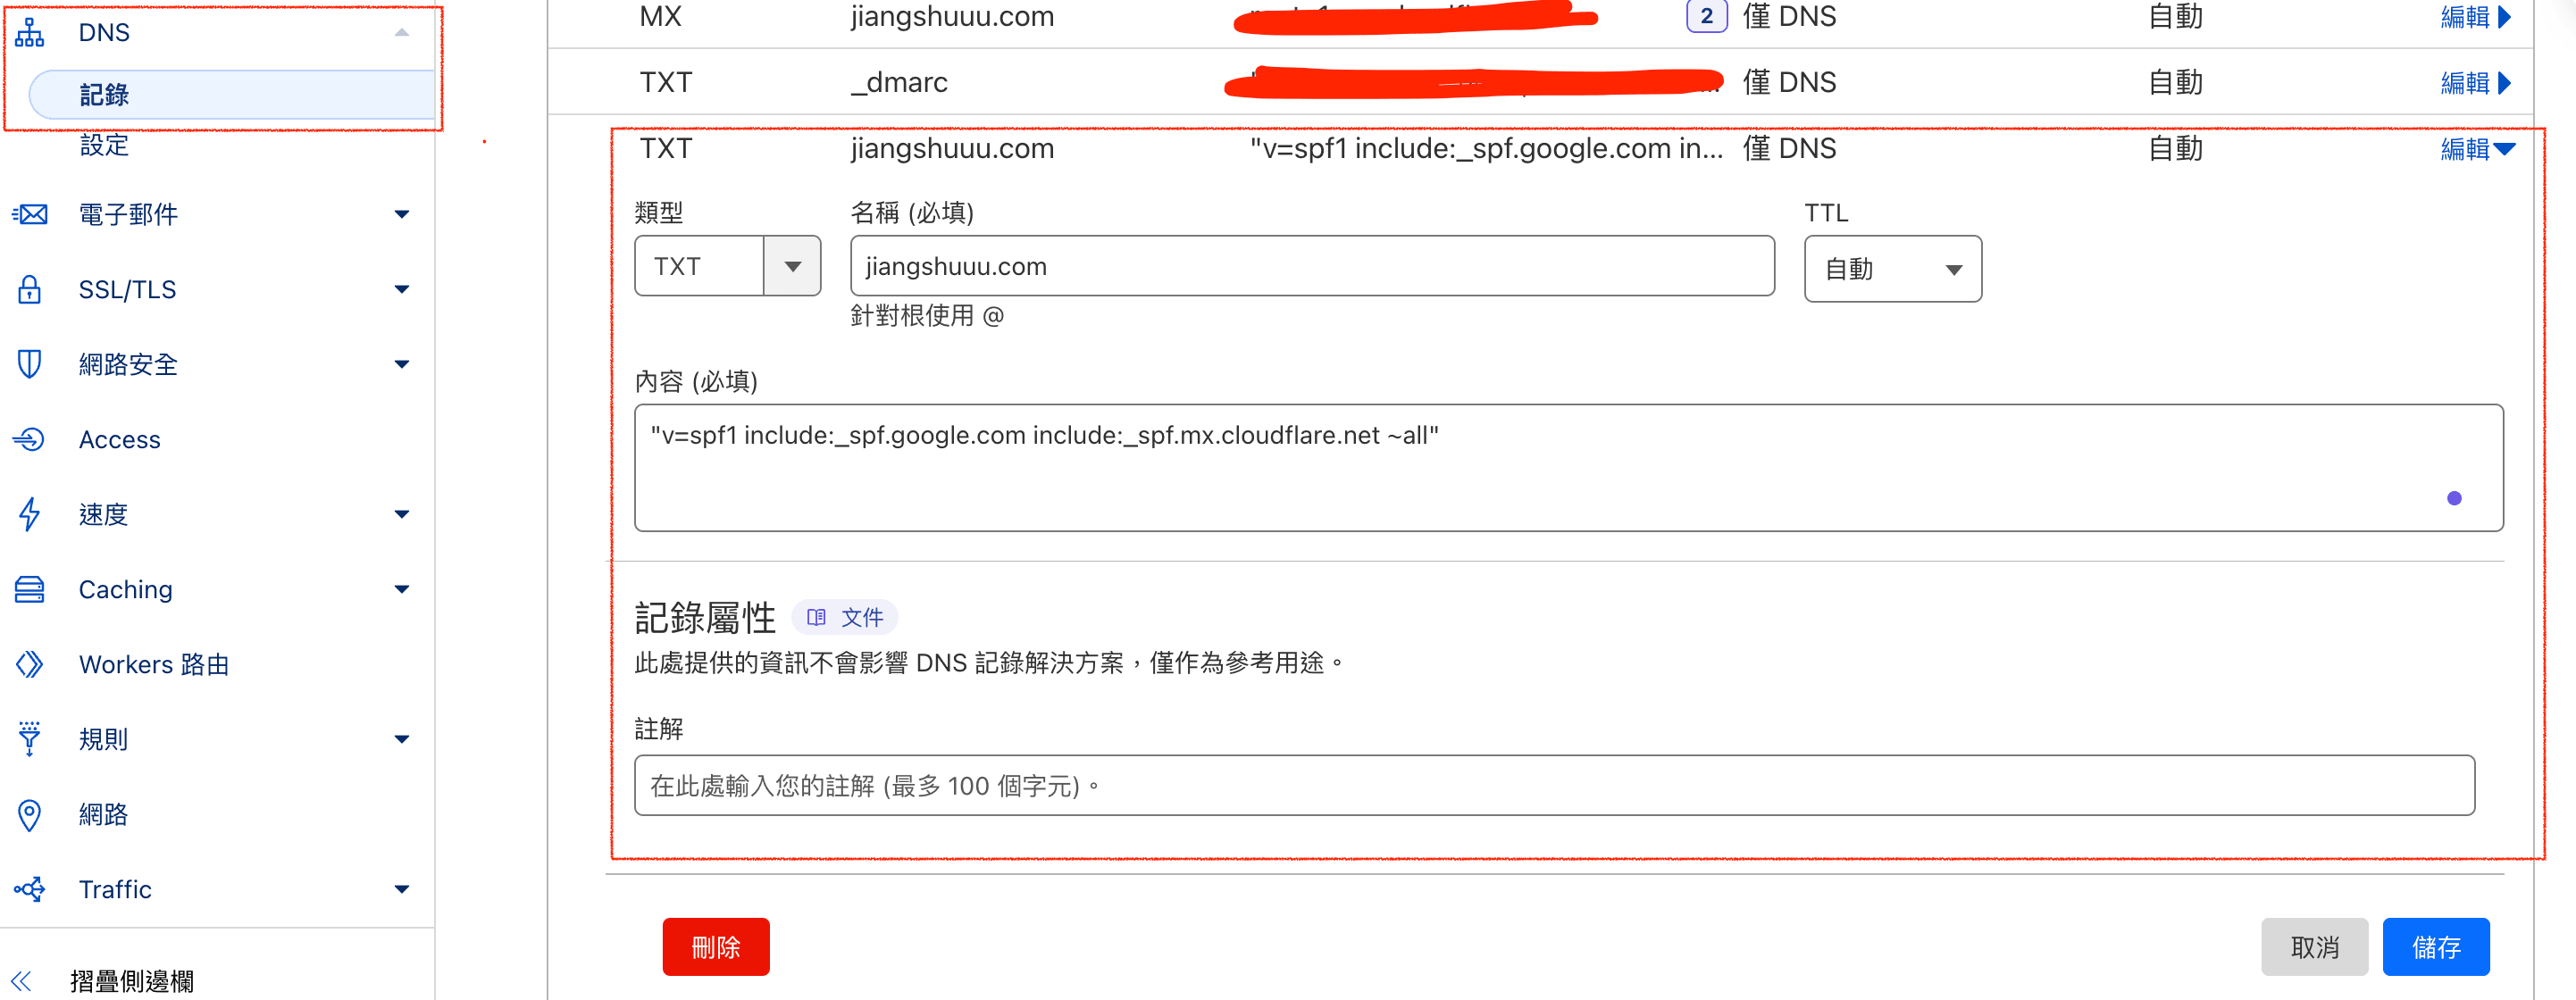 DNS
記錄
設定
電子郵件
SSL/TLS
網路安全
Access
速度
Caching
Workers 路由
規則
網路
Traffic
摺疊側邊欄
MX jiangshuuu.com 2 僅 DNS 自動 編輯
TXT _dmarc 僅 DNS 自動 編輯
TXT jiangshuuu.com "v=spf1 include:_spf.google.com in... 僅 DNS 自動 編輯
類型 名稱 (必填) TTL
TXT jiangshuuu.com 自動
針對根使用 @
內容 (必填)
"v=spf1 include:_spf.google.com include:_spf.mx.cloudflare.net ~all"
記錄屬性 文件
此處提供的資訊不會影響 DNS 記錄解決方案，僅作為參考用途。
註解
在此處輸入您的註解 (最多 100 個字元)。
刪除 取消 儲存